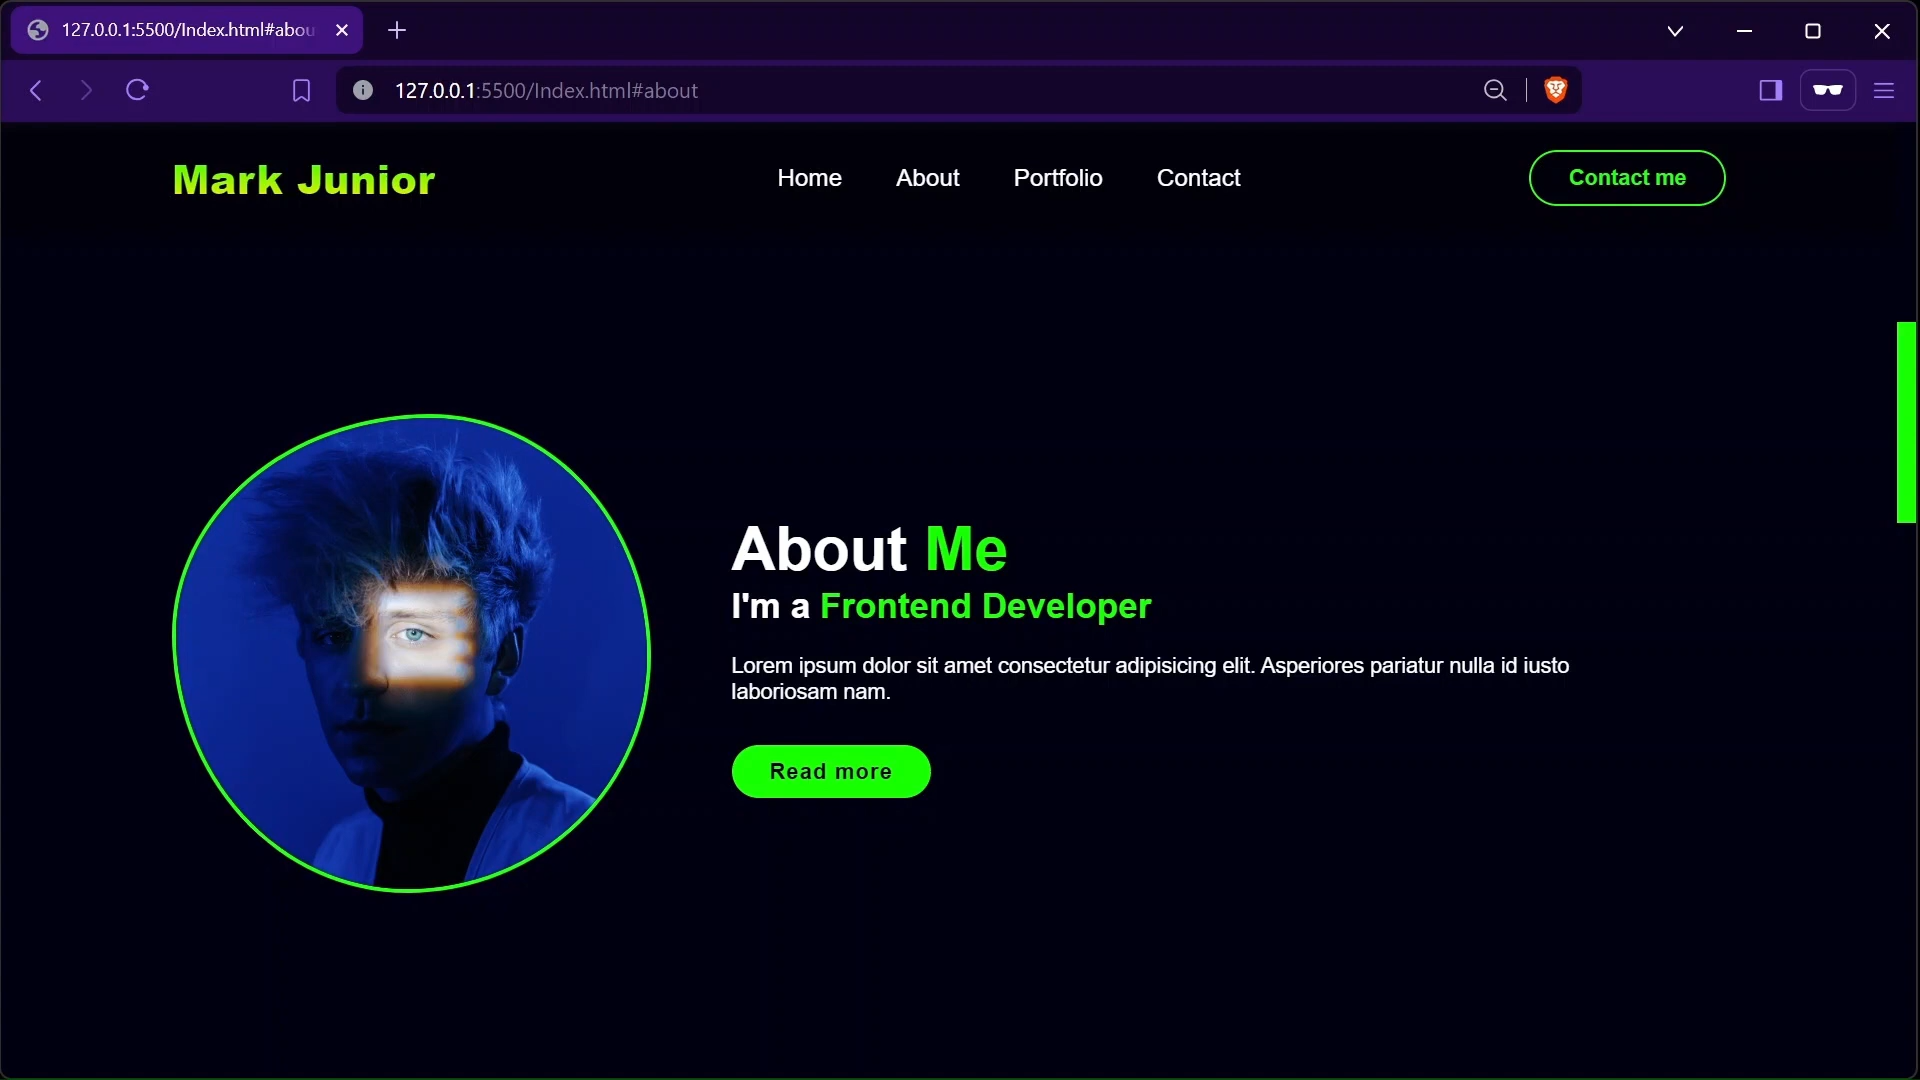 127.0.0.1:5500/Index.html#abou
127.0.0.1:5500/Index.html#about
Mark Junior
Home
About
Portfolio
Contact
Contact me
About Me
I'm a Frontend Developer
Lorem ipsum dolor sit amet consectetur adipisicing elit. Asperiores pariatur nulla id iusto
laboriosam nam.
Read more